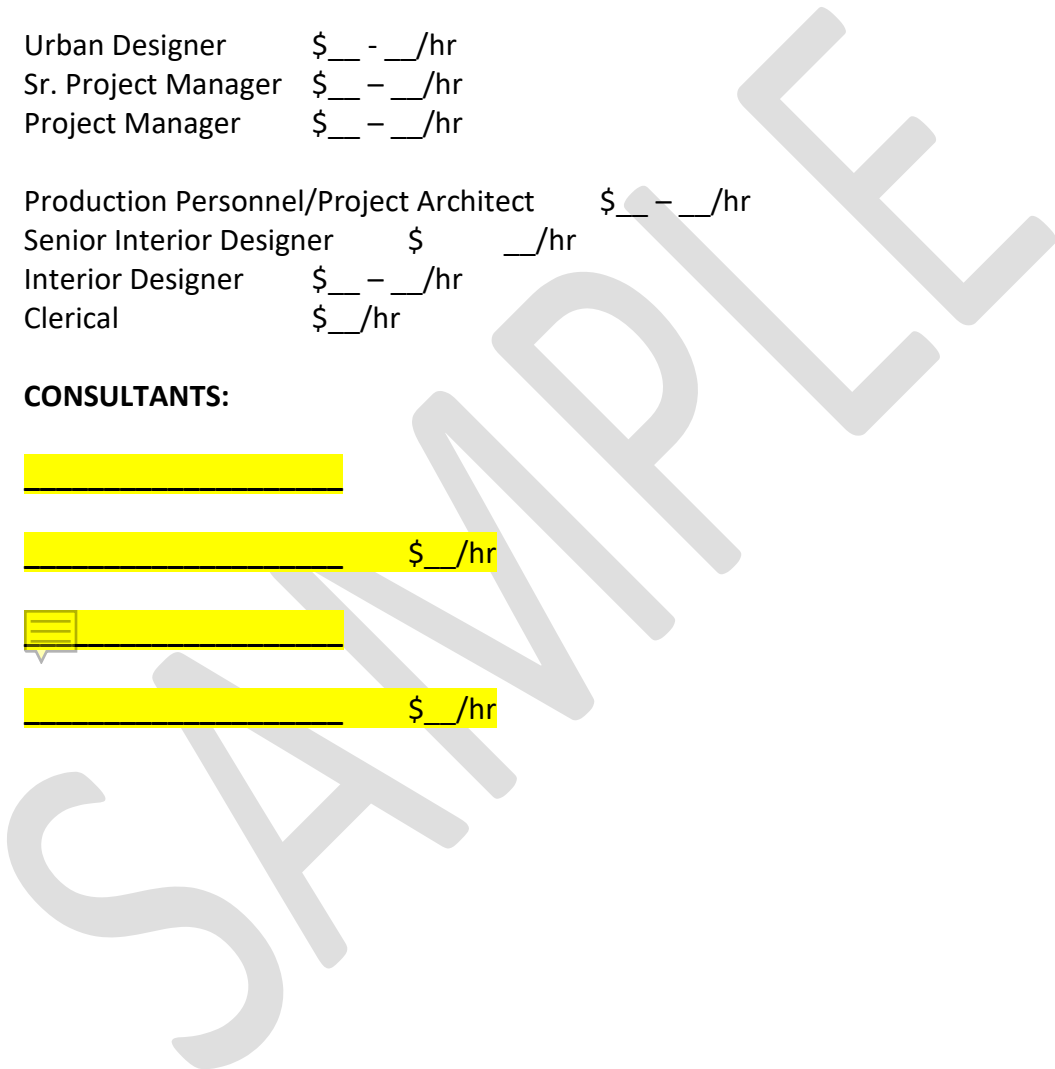 Urban Designer $__ - __/hr
Sr. Project Manager $__ – __/hr
Project Manager $__ – __/hr
Production Personnel/Project Architect $__ – __/hr
Senior Interior Designer $ __/hr
Interior Designer $__ – __/hr
Clerical $__/hr
CONSULTANTS:
____________________
____________________ $__/hr
____________________
____________________ $__/hr
SAMPLE